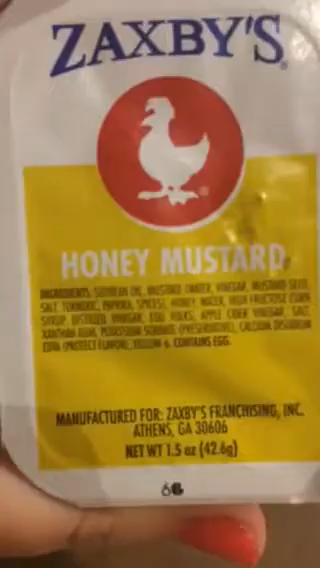 ZAXBY'S
HONEY MUSTARD
INGREDIENTS: SOYBEAN OIL, MUSTARD (WATER, VINEGAR, MUSTARD SEED,
SALT, TURMERIC, PAPRIKA, SPICES), HONEY, WATER, HIGH FRUCTOSE CORN
SYRUP, DISTILLED VINEGAR, EGG YOLKS, APPLE CIDER VINEGAR, SALT,
XANTHAN GUM, POTASSIUM SORBATE (PRESERVATIVE), CALCIUM DISODIUM
EDTA (PROTECT FLAVOR), YELLOW 6. CONTAINS EGG.
MANUFACTURED FOR: ZAXBY'S FRANCHISING, INC.
ATHENS, GA 30606
NET WT 1.5 oz (42.6g)